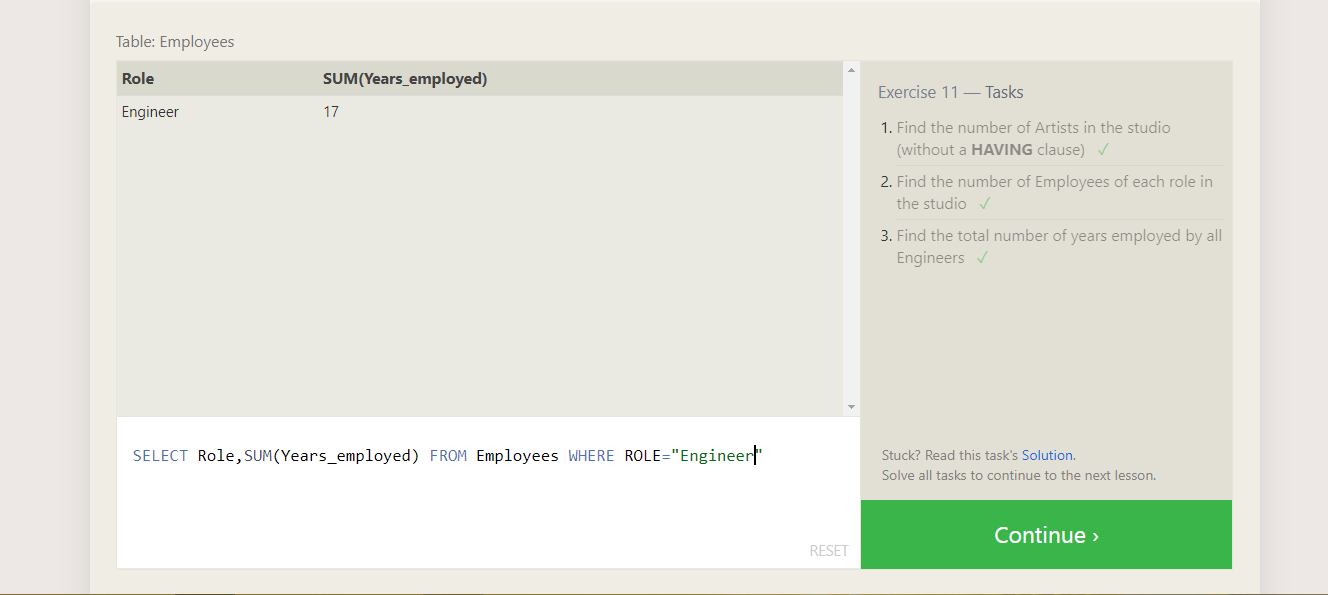 Table: Employees
Role SUM(Years_employed)
Engineer 17
SELECT Role,SUM(Years_employed) FROM Employees WHERE ROLE="Engineer"
RESET
Exercise 11 — Tasks
1. Find the number of Artists in the studio
(without a HAVING clause) ✓
2. Find the number of Employees of each role in
the studio ✓
3. Find the total number of years employed by all
Engineers ✓
Stuck? Read this task's Solution.
Solve all tasks to continue to the next lesson.
Continue ›